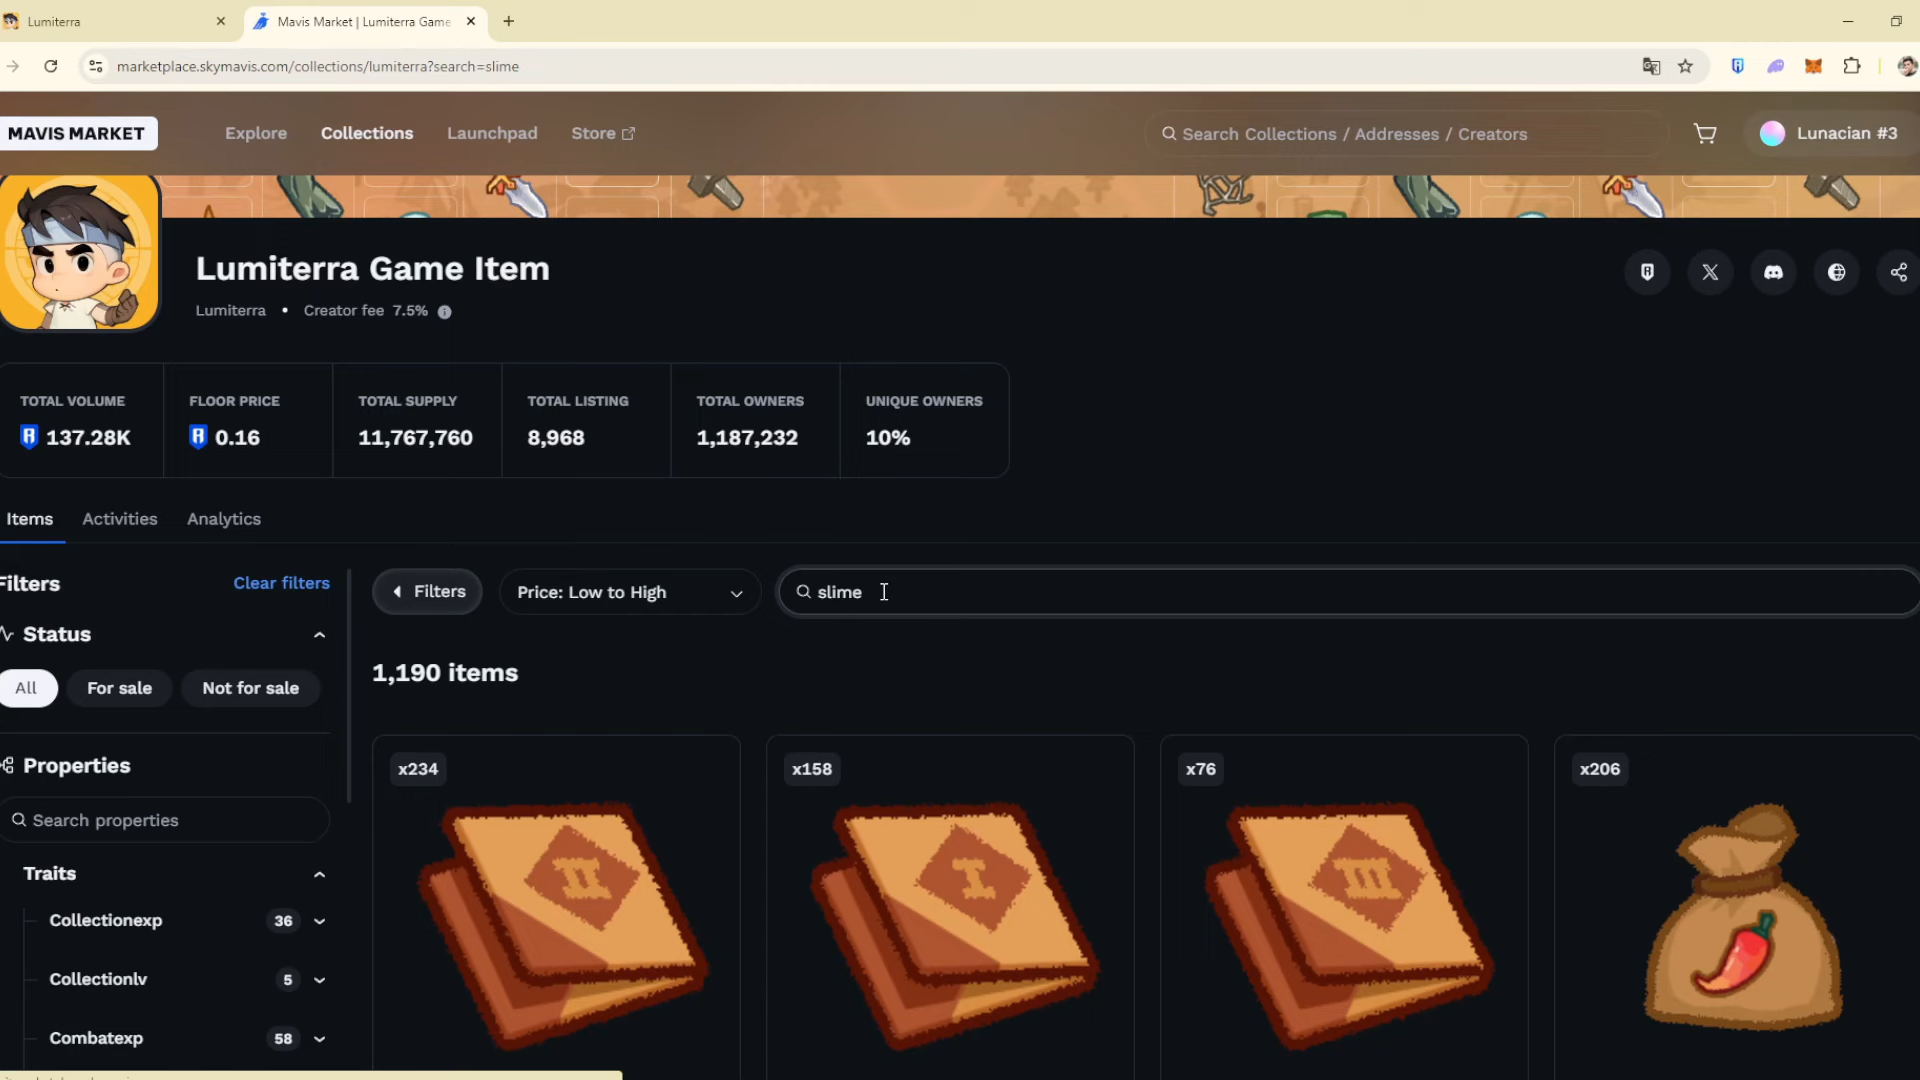 Lumiterra
Mavis Market | Lumiterra Game
marketplace.skymavis.com/collections/lumiterra?search=slime
MAVIS MARKET
Explore
Collections
Launchpad
Store
Search Collections / Addresses / Creators
Lunacian #3
Lumiterra Game Item
Lumiterra • Creator fee 7.5%
TOTAL VOLUME
137.28K
FLOOR PRICE
0.16
TOTAL SUPPLY
11,767,760
TOTAL LISTING
8,968
TOTAL OWNERS
1,187,232
UNIQUE OWNERS
10%
Items
Activities
Analytics
Filters
Clear filters
Filters
Price: Low to High
slime
Status
All
For sale
Not for sale
1,190 items
Properties
Search properties
Traits
Collectionexp 36
Collectionlv 5
Combatexp 58
x234
II
x158
I
x76
III
x206